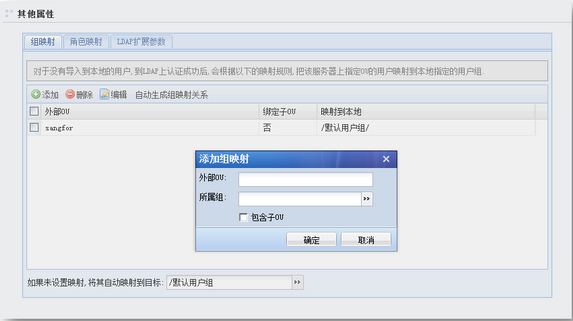 其他属性
组映射 角色映射 LDAP扩展参数
对于没有导入到本地的用户, 到LDAP上认证成功后, 会根据以下的映射规则, 把该服务器上指定OU的用户映射到本地指定的用户组.
添加 删除 编辑 自动生成组映射关系
外部OU 绑定子OU 映射到本地
xangfor 否 /默认用户组/
添加组映射
外部OU:
所属组:
包含子OU
确定 取消
如果未设置映射, 将其自动映射到目标: /默认用户组